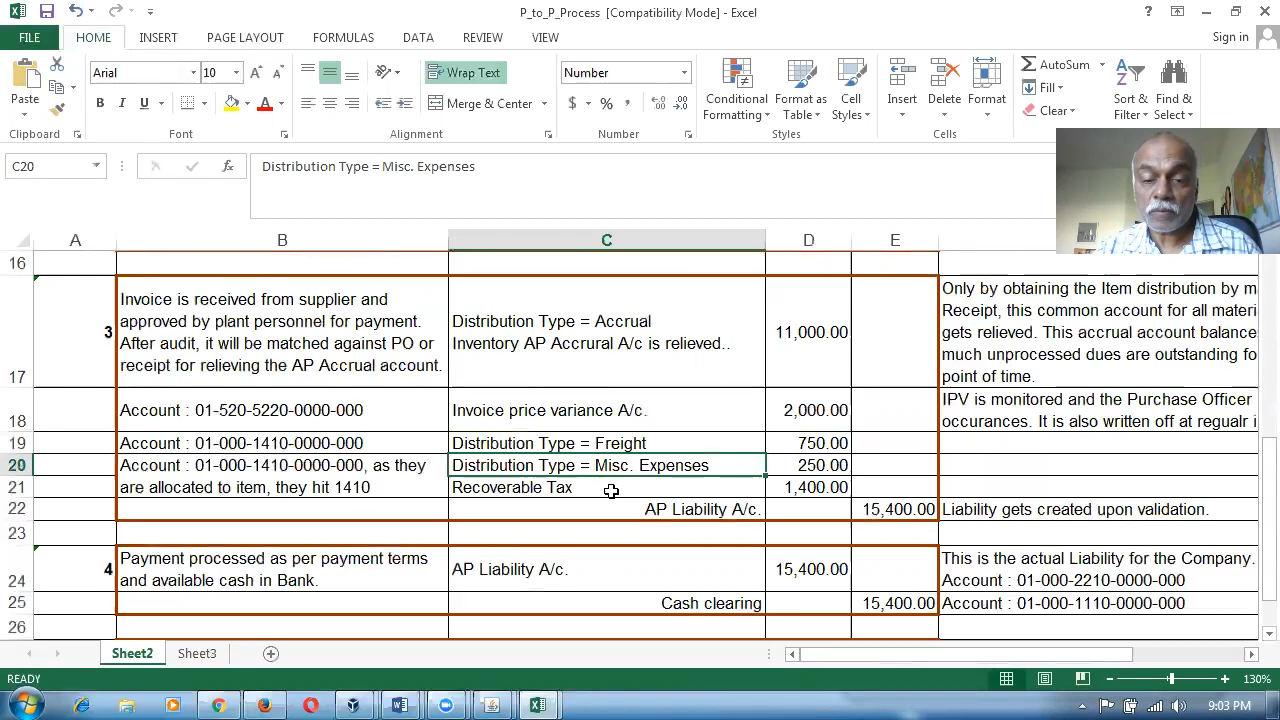 P_to_P_Process [Compatibility Mode] - Excel
FILE HOME INSERT PAGE LAYOUT FORMULAS DATA REVIEW VIEW Sign in
Paste
Arial 10
B I U
Wrap Text
Merge & Center
Number
$ % ,
Conditional Formatting
Format as Table
Cell Styles
Insert Delete Format
AutoSum
Fill
Clear
Sort & Filter
Find & Select
Clipboard Font Alignment Number Styles Cells Editing
C20 fx Distribution Type = Misc. Expenses
A B C D E
16
17 3
Invoice is received from supplier and
approved by plant personnel for payment.
After audit, it will be matched against PO or
receipt for relieving the AP Accrual account.
Distribution Type = Accrual
Inventory AP Accrural A/c is relieved..
11,000.00
Only by obtaining the Item distribution by m
Receipt, this common account for all materi
gets relieved. This accrual account balance
much unprocessed dues are outstanding fo
point of time.
18 Account : 01-520-5220-0000-000 Invoice price variance A/c. 2,000.00
IPV is monitored and the Purchase Officer
occurances. It is also written off at regualr i
19 Account : 01-000-1410-0000-000 Distribution Type = Freight 750.00
20 Account : 01-000-1410-0000-000, as they Distribution Type = Misc. Expenses 250.00
21 are allocated to item, they hit 1410 Recoverable Tax 1,400.00
22 AP Liability A/c. 15,400.00 Liability gets created upon validation.
23
24 4
Payment processed as per payment terms
and available cash in Bank.
AP Liability A/c. 15,400.00
This is the actual Liability for the Company.
Account : 01-000-2210-0000-000
25 Cash clearing 15,400.00 Account : 01-000-1110-0000-000
26
Sheet2 Sheet3
READY 130%
9:03 PM